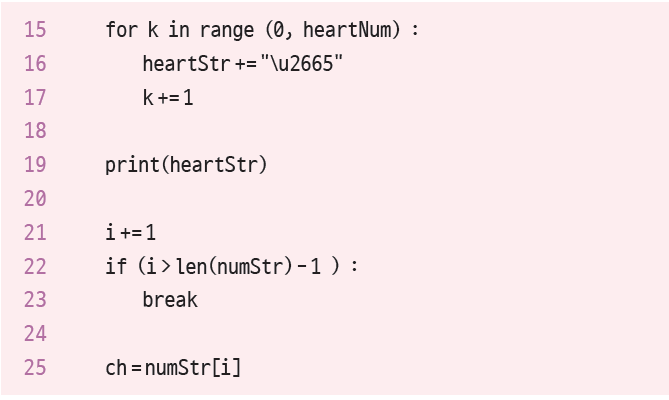 15 for k in range (0, heartNum) :
16 heartStr+="\u2665"
17 k+=1
18
19 print(heartStr)
20
21 i+=1
22 if (i>len(numStr)-1 ) :
23 break
24
25 ch=numStr[i]